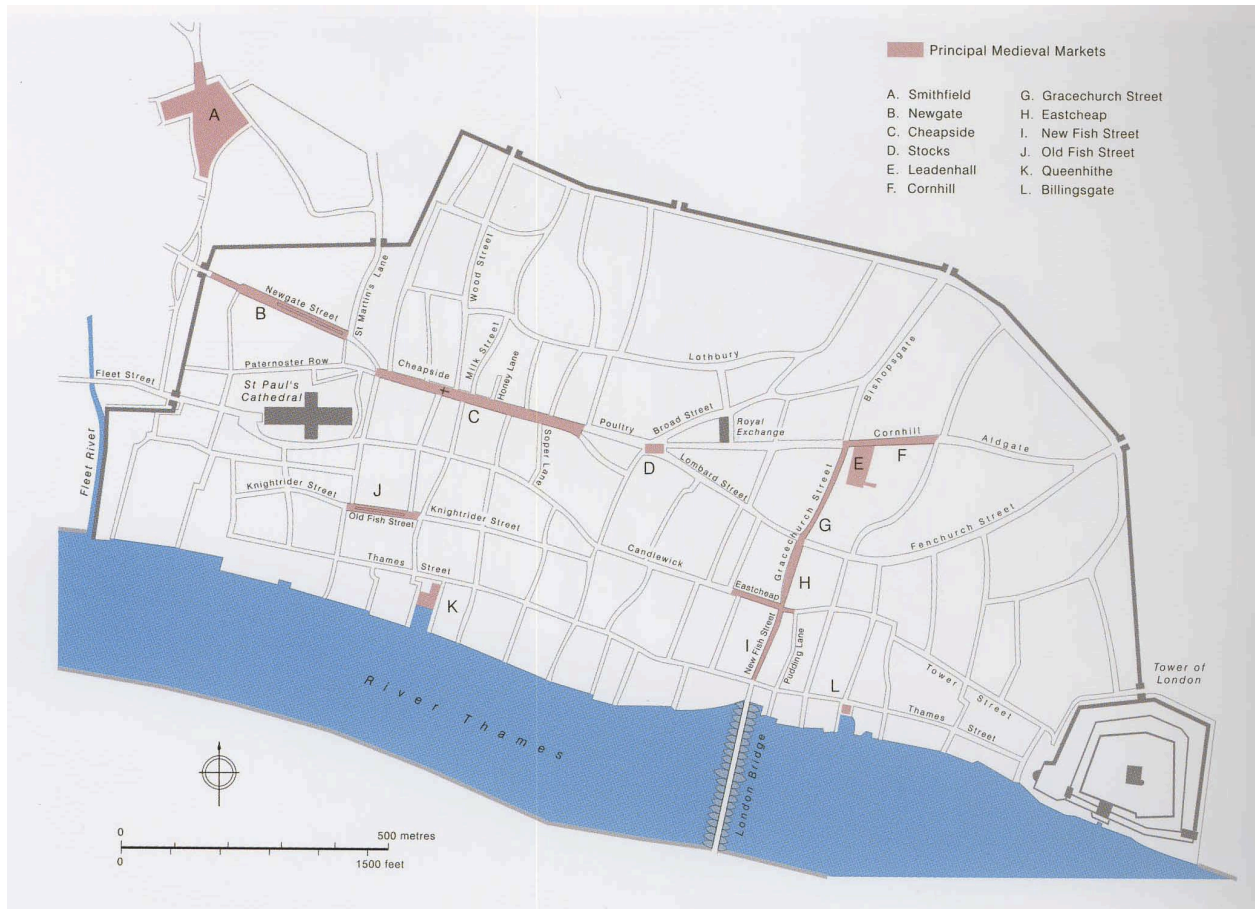 Principal Medieval Markets
A. Smithfield
B. Newgate
C. Cheapside
D. Stocks
E. Leadenhall
F. Cornhill
G. Gracechurch Street
H. Eastcheap
I. New Fish Street
J. Old Fish Street
K. Queenhithe
L. Billingsgate
A
Newgate Street
B
St Martin's Lane
Wood Street
Milk Street
Honey Lane
Paternoster Row
Cheapside
Fleet Street
St Paul's
Cathedral
C
Soper Lane
Poultry
Lothbury
Broad Street
Royal
Exchange
Bishopsgate
Cornhill
Aldgate
D
E
F
Lombard Street
Fleet River
Knightrider Street
J
Old Fish Street
Knightrider Street
Gracechurch Street
G
Fenchurch Street
Thames Street
Candlewick
H
Eastcheap
K
I
New Fish Street
Pudding Lane
L
Tower Street
Thames Street
Tower of
London
River Thames
London Bridge
0
500 metres
0
1500 feet